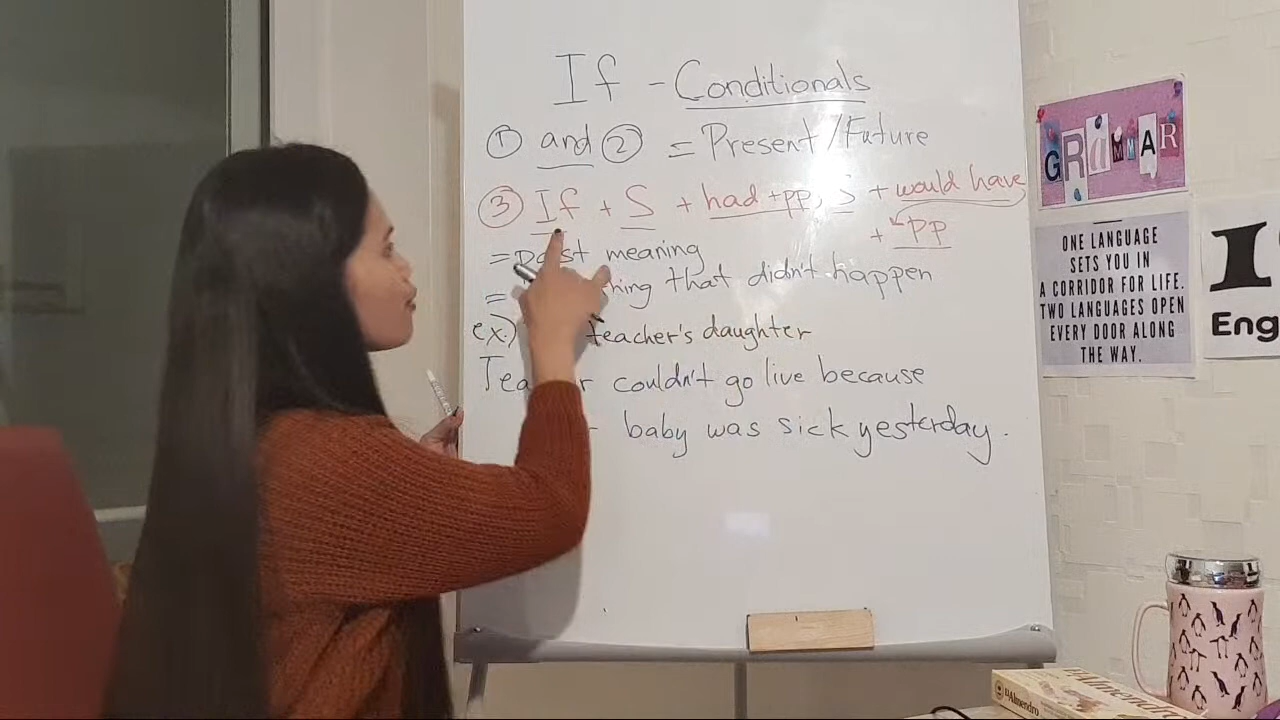 If - Conditionals
① and ② = Present/Future
③ If + S + had + pp, S + would have
+ pp
= past meaning
= that didn't happen
ex.) teacher's daughter
couldn't go live because
baby was sick yesterday.
GRAMMAR
ONE LANGUAGE
SETS YOU IN
A CORRIDOR FOR LIFE.
TWO LANGUAGES OPEN
EVERY DOOR ALONG
THE WAY.
I
Eng
elAlmendro
elAlmendro